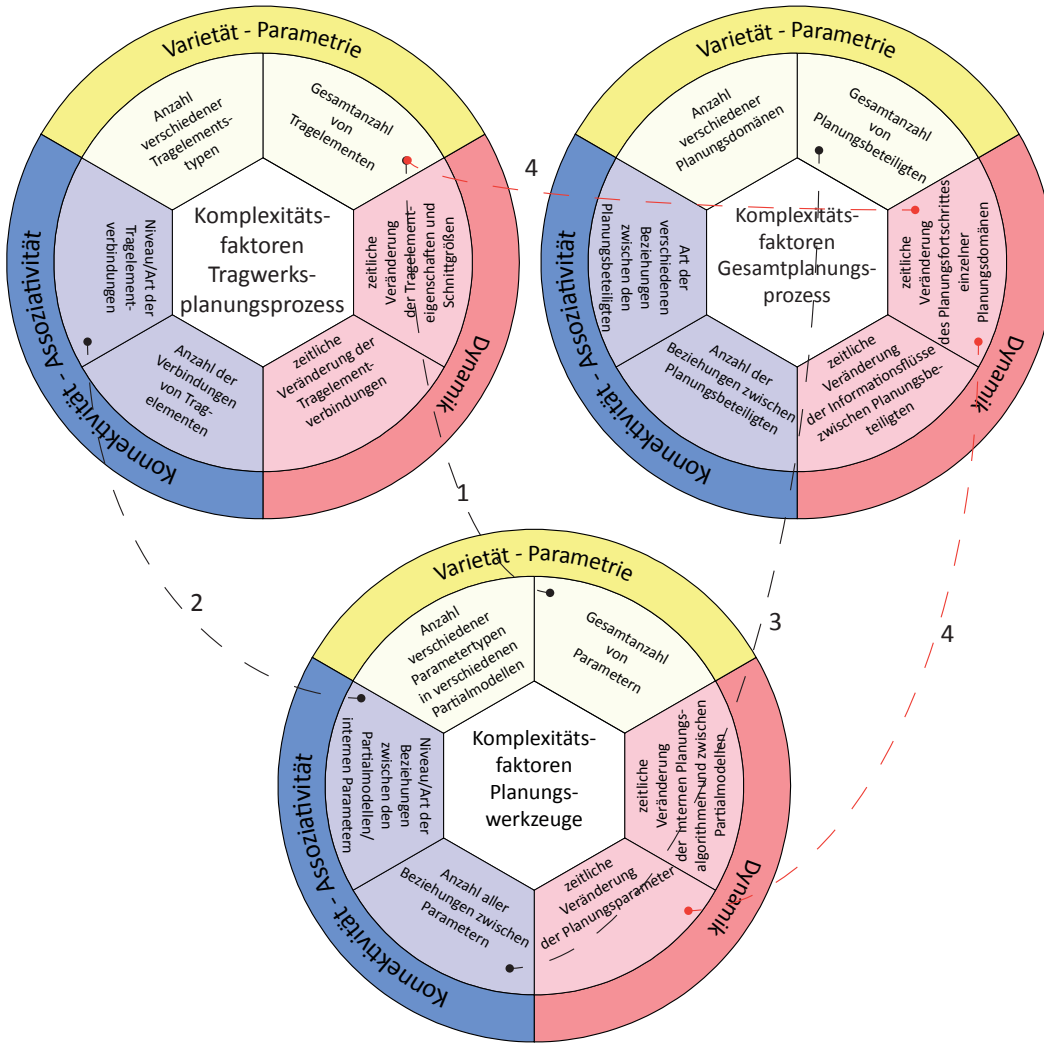 Varietät - Parametrie
Anzahl
verschiedener
Tragelements-
typen
Gesamtanzahl
von
Tragelementen
Konnektivität - Assoziativität
Niveau/Art der
Tragelement-
verbindungen
Komplexitäts-
faktoren
Tragwerks-
planungsprozess
zeitliche
Veränderung
der Tragelement-
eigenschaften und
Schnittgrößen
Anzahl der
Verbindungen
von Trag-
elementen
zeitliche
Veränderung der
Tragelement-
verbindungen
Dynamik
4
Varietät - Parametrie
Anzahl
verschiedener
Planungsdomänen
Gesamtanzahl
von
Planungsbeteiligten
Konnektivität - Assoziativität
Art der
verschiedenen
Beziehungen
zwischen den
Planungsbeteiligten
Komplexitäts-
faktoren
Gesamtplanungs-
prozess
zeitliche
Veränderung
des Planungsfortschrittes
einzelner
Planungsdomänen
Anzahl der
Beziehungen zwischen
Planungsbeteiligten
zeitliche
Veränderung
der Informationsflüsse
zwischen Planungsbe-
teiligten
Dynamik
1
2
3
4
Varietät - Parametrie
Anzahl
verschiedener
Parametertypen
in verschiedenen
Partialmodellen
Gesamtanzahl
von
Parametern
Konnektivität - Assoziativität
Niveau/Art der
Beziehungen
zwischen den
Partialmodellen/
internen Parametern
Komplexitäts-
faktoren
Planungs-
werkzeuge
zeitliche
Veränderung
der internen Planungs-
algorithmen und zwischen
Partialmodellen
Anzahl aller
Beziehungen zwischen
Parametern
zeitliche
Veränderung
der Planungsparameter
Dynamik